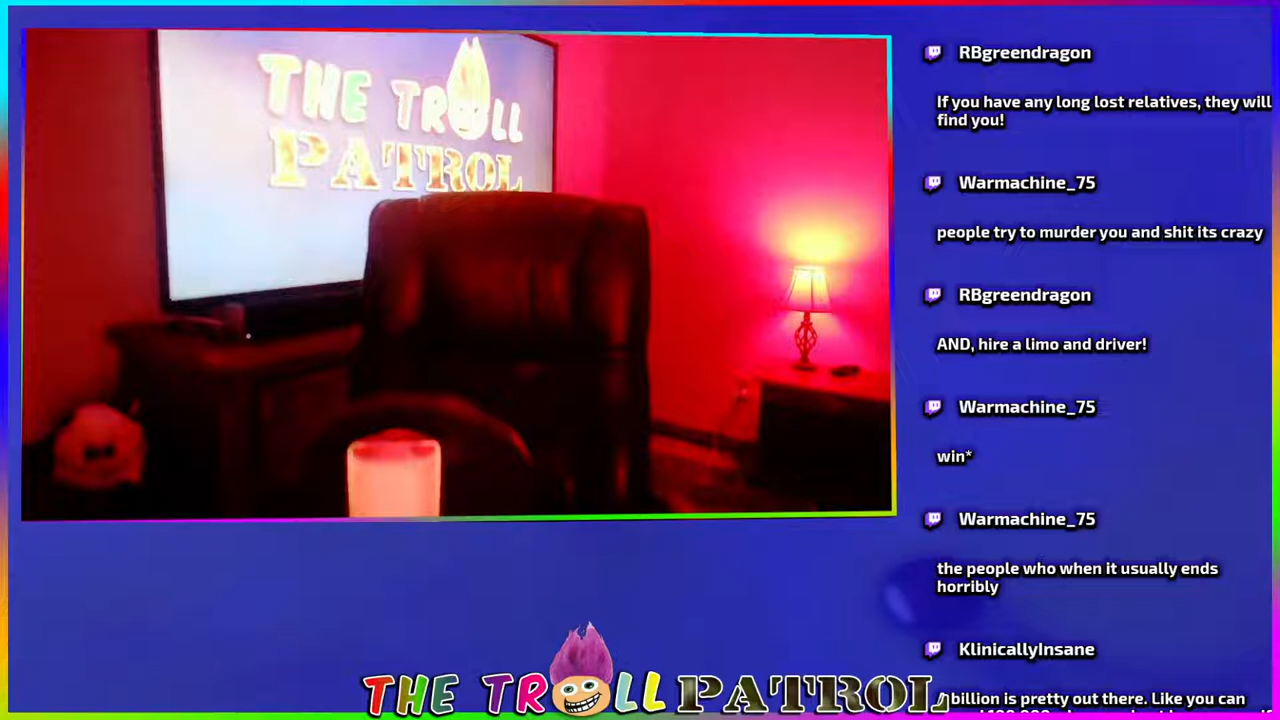 THE TROLL
PATROL
RBgreendragon
If you have any long lost relatives, they will
find you!
Warmachine_75
people try to murder you and shit its crazy
RBgreendragon
AND, hire a limo and driver!
Warmachine_75
win*
Warmachine_75
the people who when it usually ends
horribly
KlinicallyInsane
billion is pretty out there. Like you can
THE TROLL PATROL